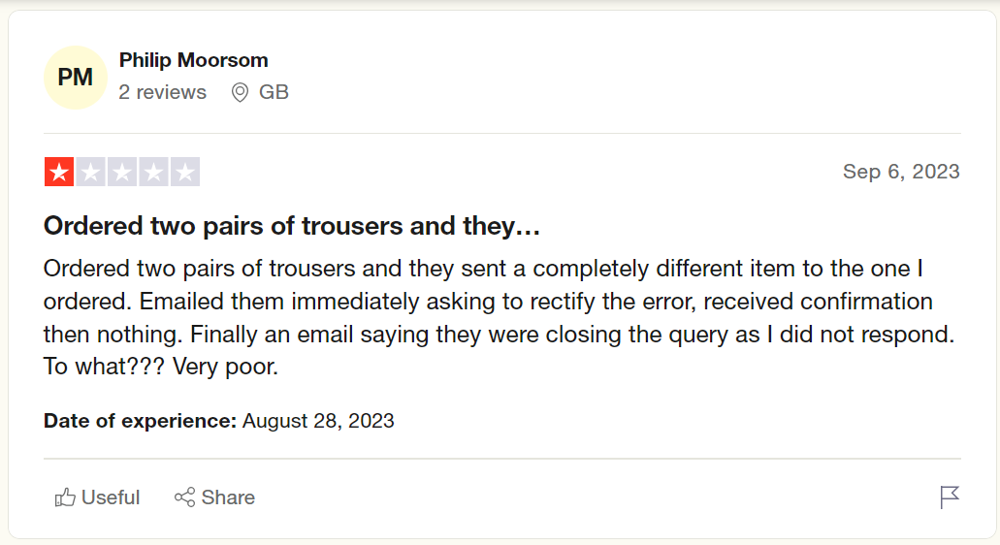 PM
Philip Moorsom
2 reviews GB
Sep 6, 2023
Ordered two pairs of trousers and they…
Ordered two pairs of trousers and they sent a completely different item to the one I
ordered. Emailed them immediately asking to rectify the error, received confirmation
then nothing. Finally an email saying they were closing the query as I did not respond.
To what??? Very poor.
Date of experience: August 28, 2023
Useful Share